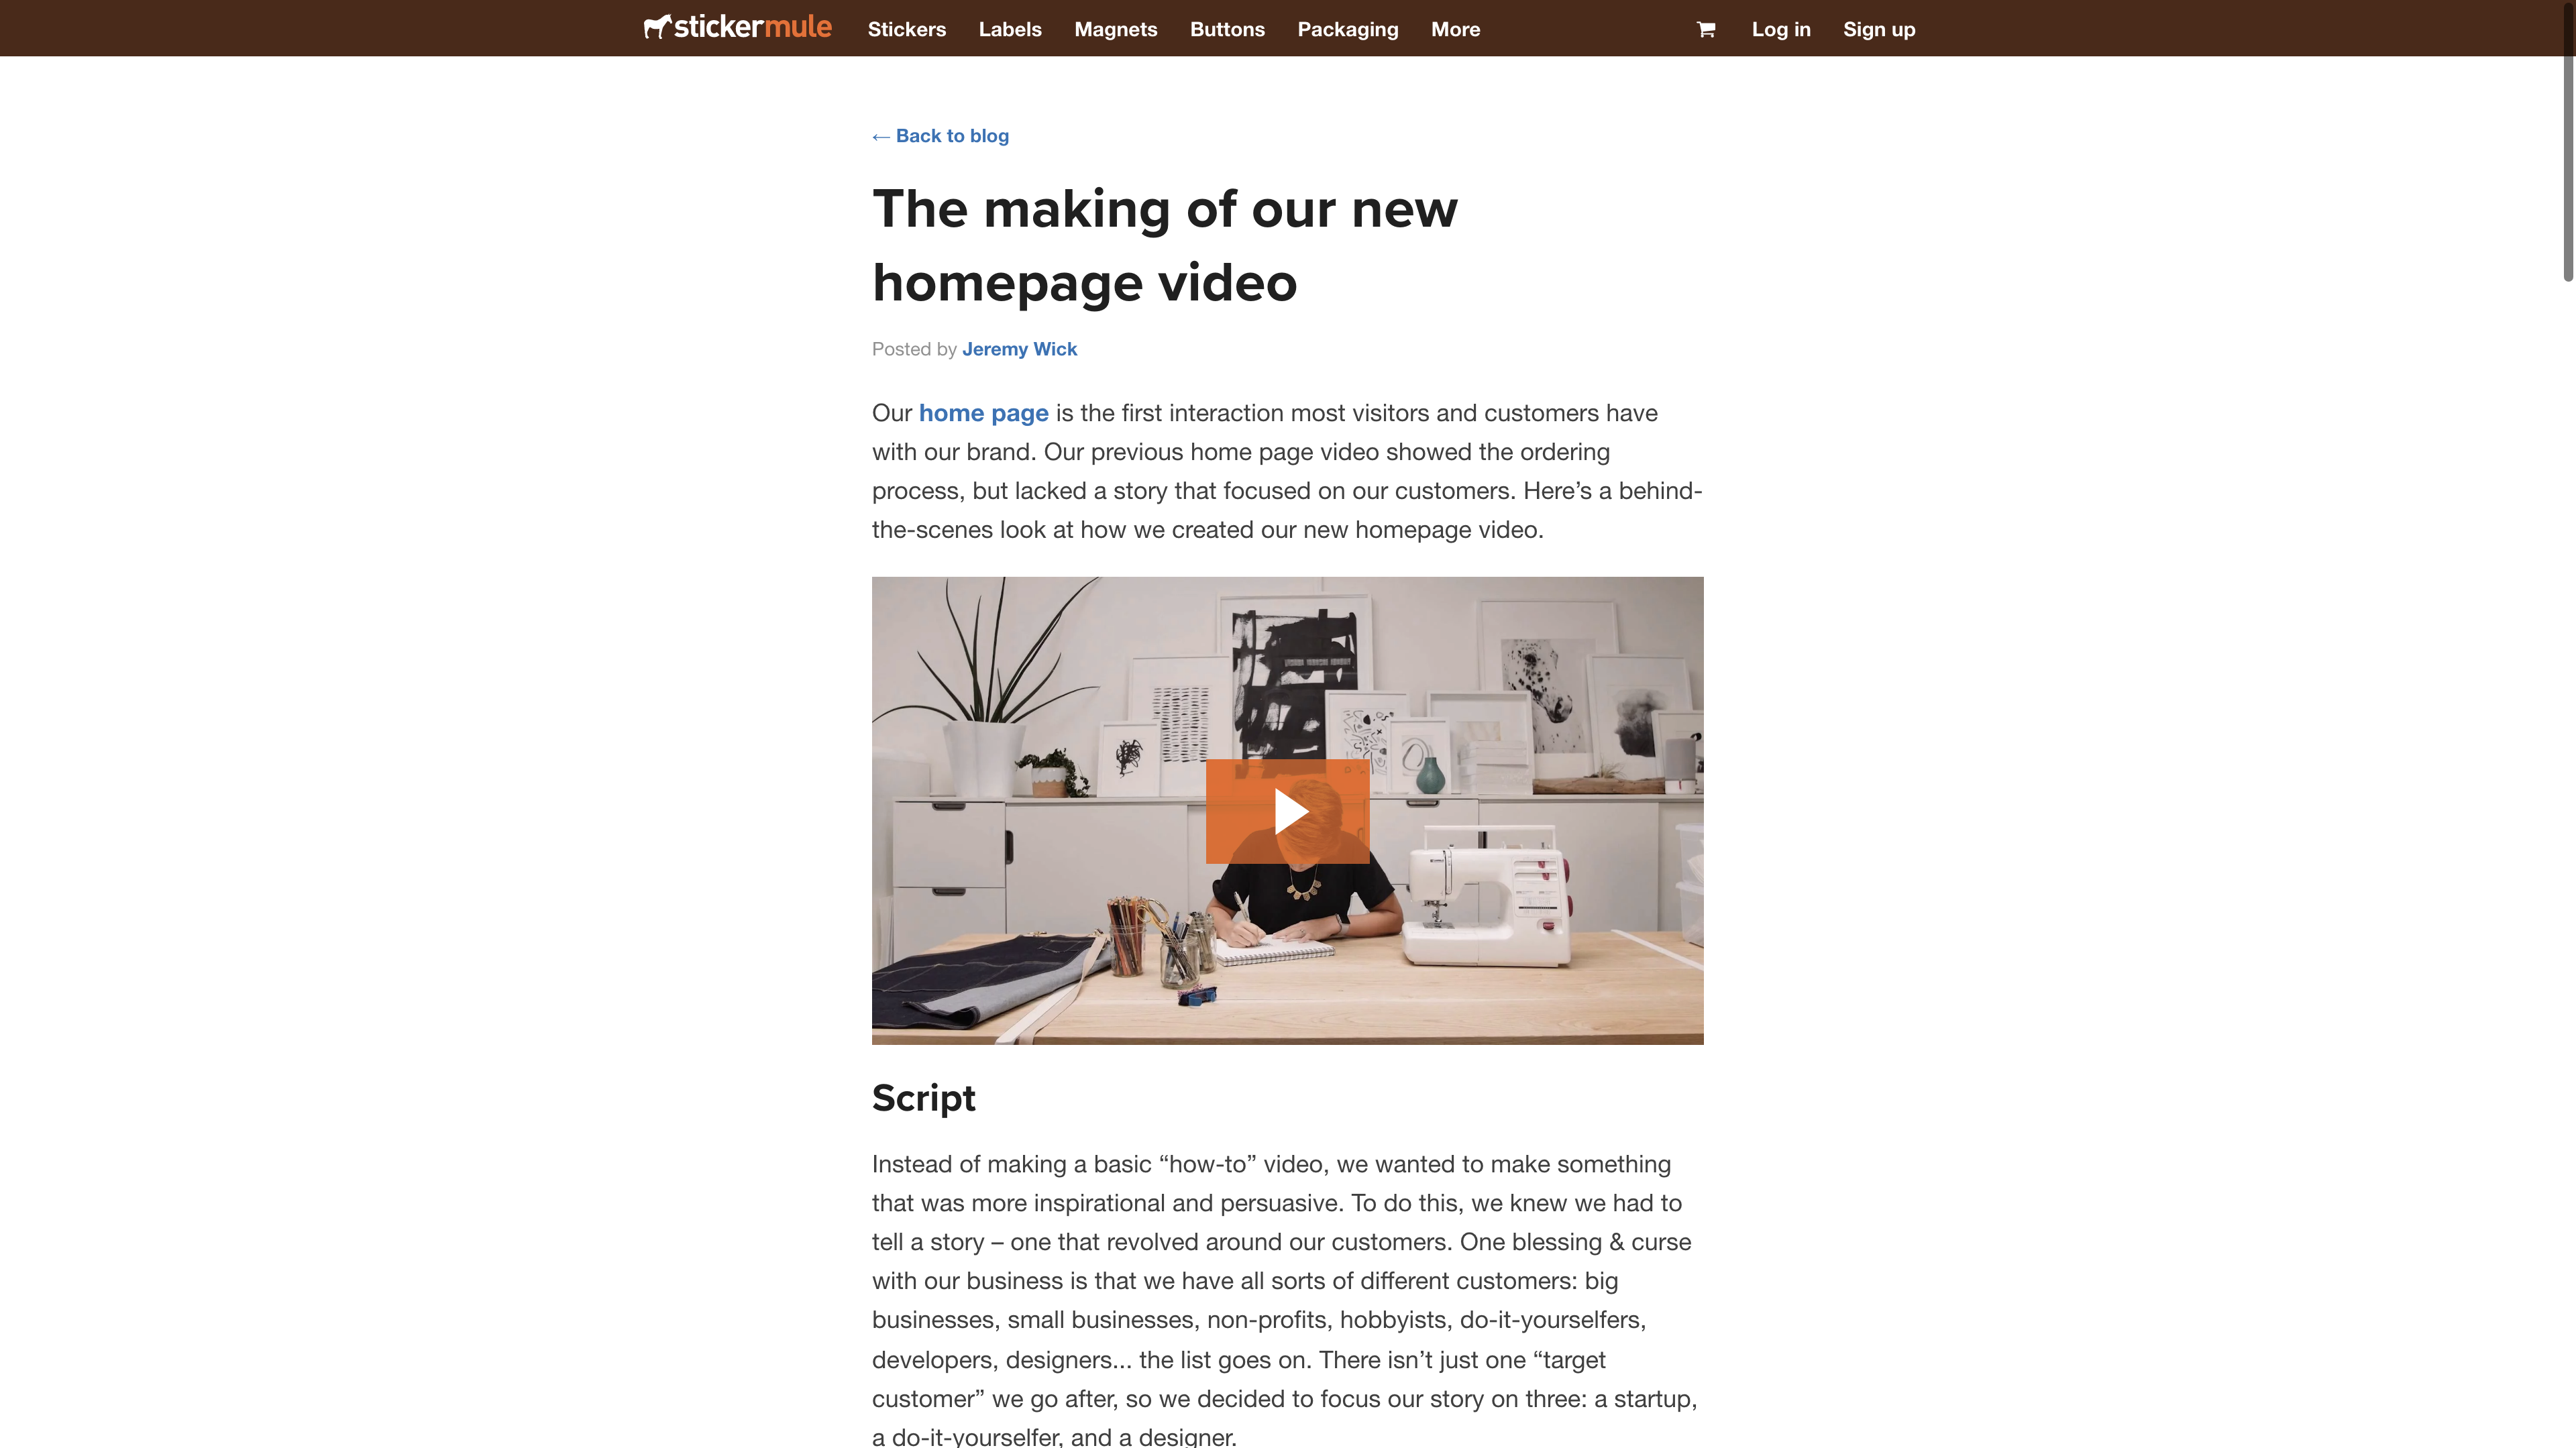 stickermule Stickers Labels Magnets Buttons Packaging More Log in Sign up
← Back to blog
The making of our new
homepage video
Posted by Jeremy Wick
Our home page is the first interaction most visitors and customers have
with our brand. Our previous home page video showed the ordering
process, but lacked a story that focused on our customers. Here’s a behind-
the-scenes look at how we created our new homepage video.
Script
Instead of making a basic “how-to” video, we wanted to make something
that was more inspirational and persuasive. To do this, we knew we had to
tell a story – one that revolved around our customers. One blessing & curse
with our business is that we have all sorts of different customers: big
businesses, small businesses, non-profits, hobbyists, do-it-yourselfers,
developers, designers... the list goes on. There isn’t just one “target
customer” we go after, so we decided to focus our story on three: a startup,
a do-it-yourselfer, and a designer.